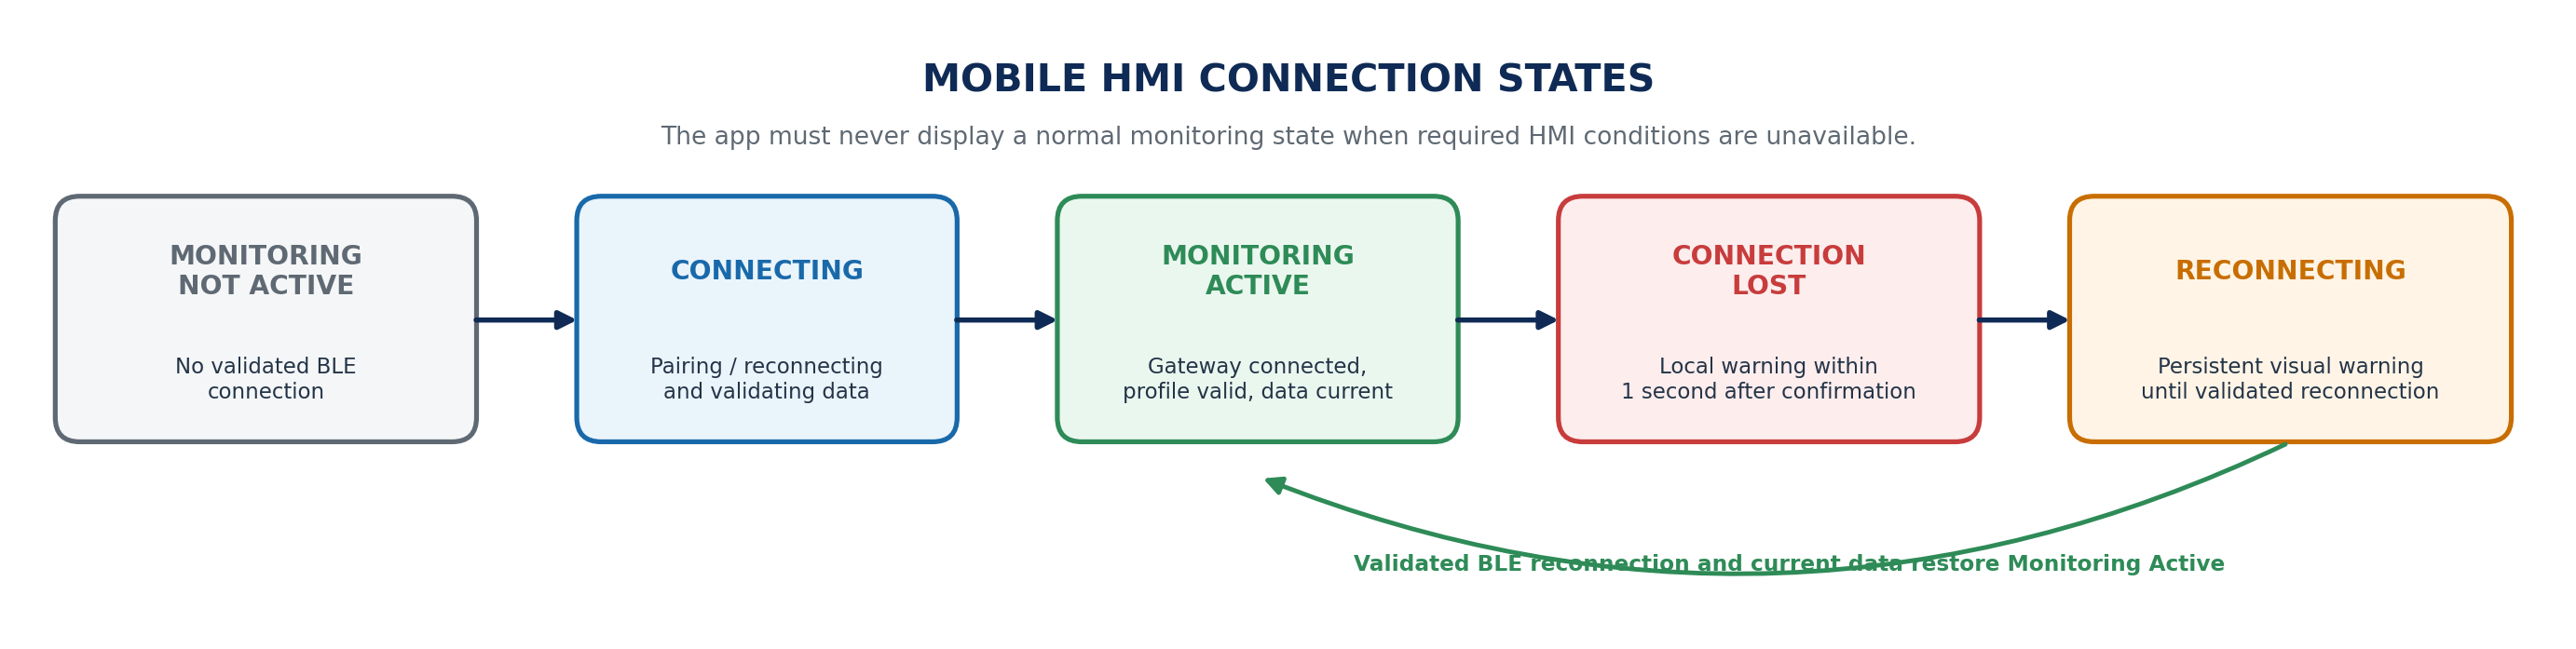 MOBILE HMI CONNECTION STATES
The app must never display a normal monitoring state when required HMI conditions are unavailable.
MONITORING
NOT ACTIVE
No validated BLE
connection
CONNECTING
Pairing / reconnecting
and validating data
MONITORING
ACTIVE
Gateway connected,
profile valid, data current
CONNECTION
LOST
Local warning within
1 second after confirmation
RECONNECTING
Persistent visual warning
until validated reconnection
Validated BLE reconnection and current data restore Monitoring Active